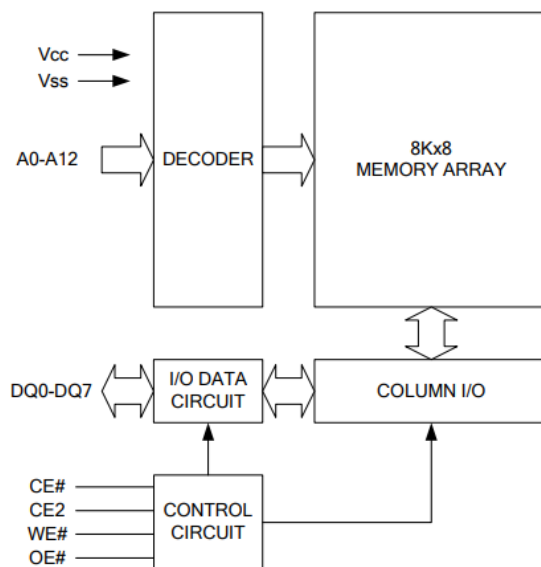 Vcc
Vss
A0-A12
DECODER
8Kx8
MEMORY ARRAY
DQ0-DQ7
I/O DATA
CIRCUIT
COLUMN I/O
CE#
CE2
WE#
OE#
CONTROL
CIRCUIT